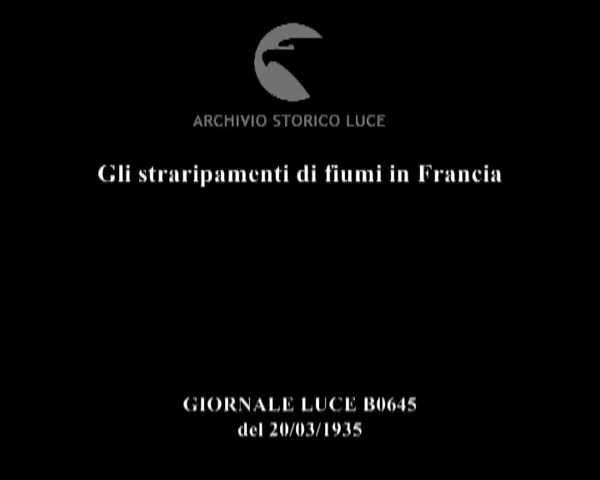 ARCHIVIO STORICO LUCE
Gli straripamenti di fiumi in Francia
GIORNALE LUCE B0645
del 20/03/1935